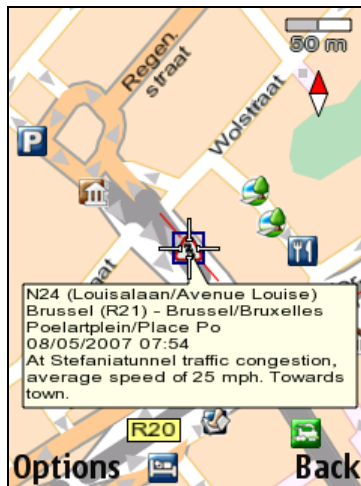 50 m
Regen.
straat
Wolstraat
P
N24 (Louisalaan/Avenue Louise)
Brussel (R21) - Brussel/Bruxelles
Poelartplein/Place Po
08/05/2007 07:54
At Stefaniatunnel traffic congestion,
average speed of 25 mph. Towards
town.
R20
Options
Back